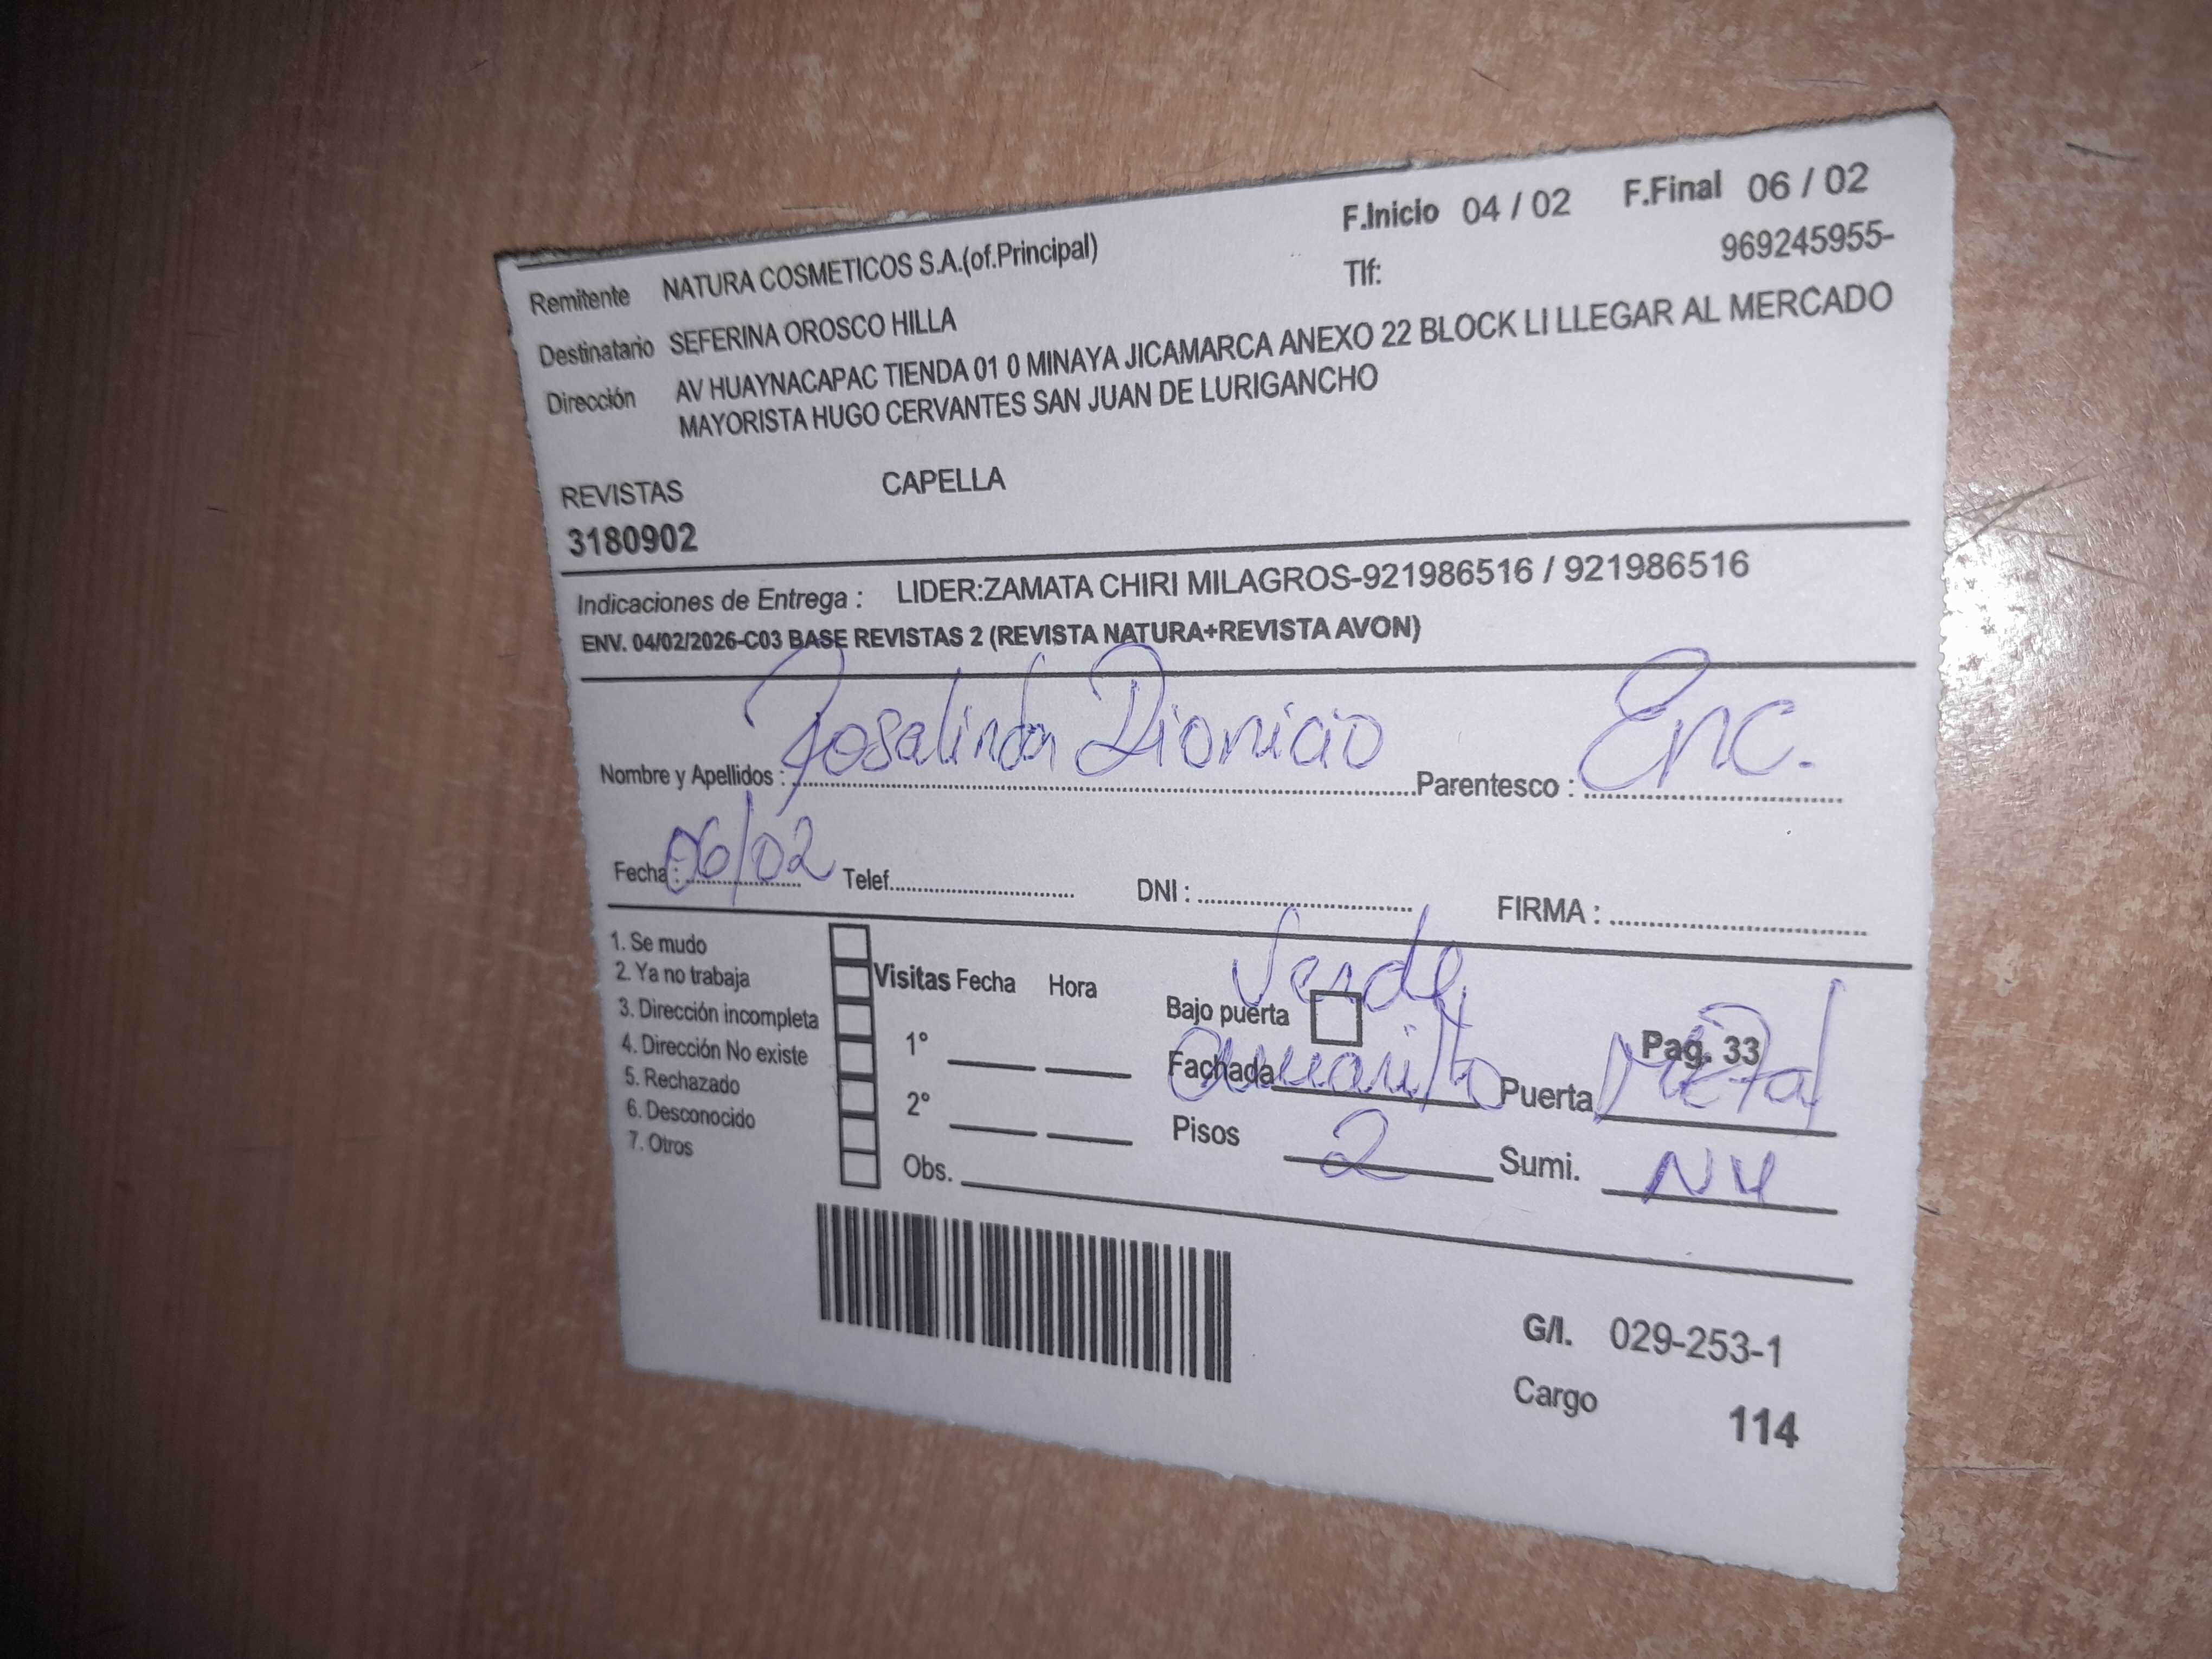 F.Inicio 04 / 02 F.Final 06 / 02
Remitente NATURA COSMETICOS S.A.(of.Principal) Tlf: 969245955-
Destinatario SEFERINA OROSCO HILLA
Dirección AV HUAYNACAPAC TIENDA 01 0 MINAYA JICAMARCA ANEXO 22 BLOCK LI LLEGAR AL MERCADO
MAYORISTA HUGO CERVANTES SAN JUAN DE LURIGANCHO
REVISTAS CAPELLA
3180902
Indicaciones de Entrega : LIDER:ZAMATA CHIRI MILAGROS-921986516 / 921986516
ENV. 04/02/2026-C03 BASE REVISTAS 2 (REVISTA NATURA+REVISTA AVON)
Nombre y Apellidos : Rosalinda Dionicio Parentesco : Enc.
Fecha : 06/02 Telef. DNI : FIRMA :
1. Se mudo
2. Ya no trabaja
3. Dirección incompleta
4. Dirección No existe
5. Rechazado
6. Desconocido
7. Otros
Visitas Fecha Hora
1°
2°
Obs.
Verde
Bajo puerta
Pag. 33
Fachada amarillo Puerta Metal
Pisos 2 Sumi. N4
G/I. 029-253-1
Cargo 114